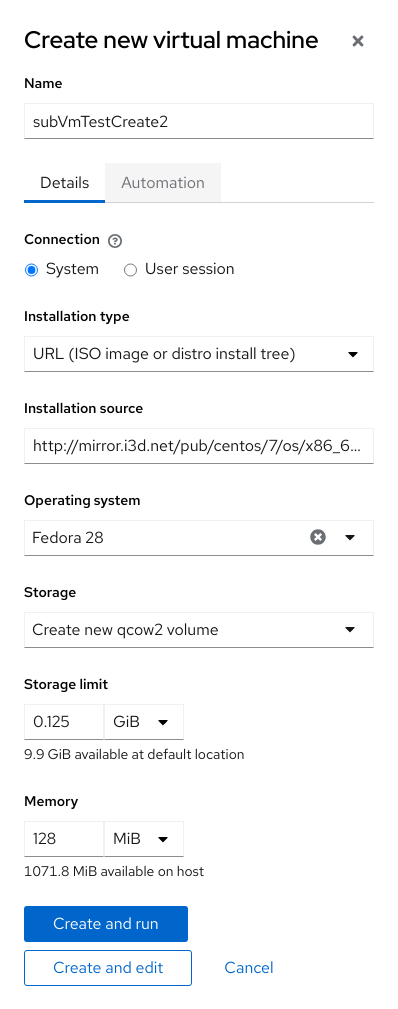 Create new virtual machine
Name
subVmTestCreate2
Details Automation
Connection
System User session
Installation type
URL (ISO image or distro install tree)
Installation source
http://mirror.i3d.net/pub/centos/7/os/x86_6...
Operating system
Fedora 28
Storage
Create new qcow2 volume
Storage limit
0.125 GiB
9.9 GiB available at default location
Memory
128 MiB
1071.8 MiB available on host
Create and run
Create and edit Cancel